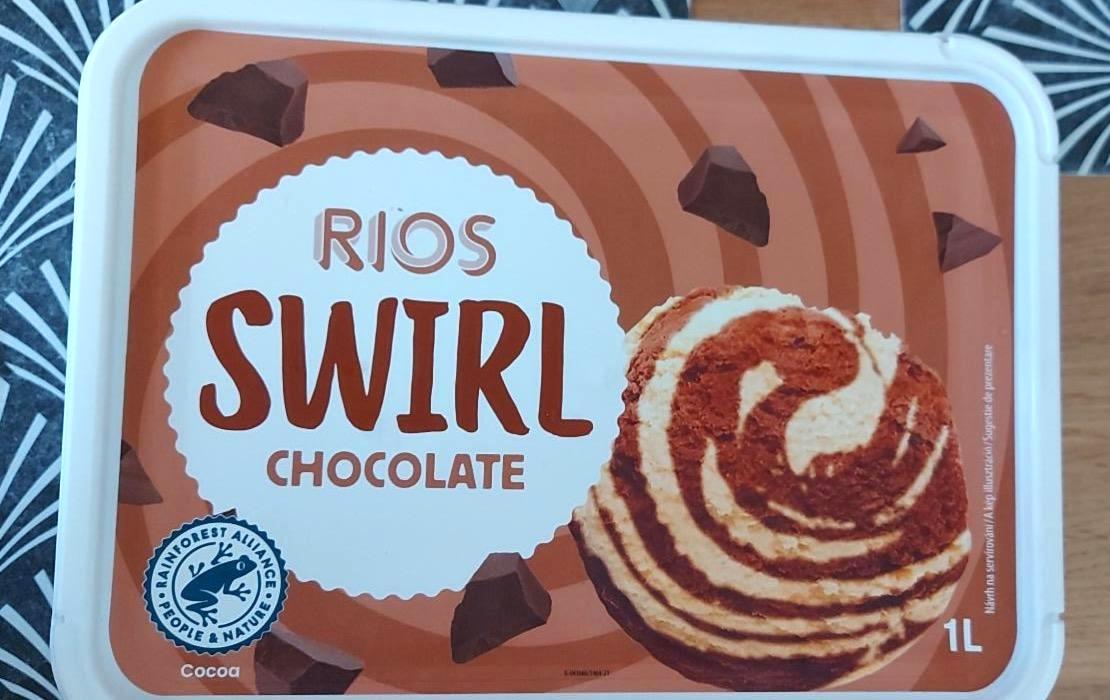 RIOS
SWIRL
CHOCOLATE
RAINFOREST ALLIANCE
PEOPLE & NATURE
Cocoa
1L
Návrh na servírování / A kép illusztráció / Sugestie de prezentare